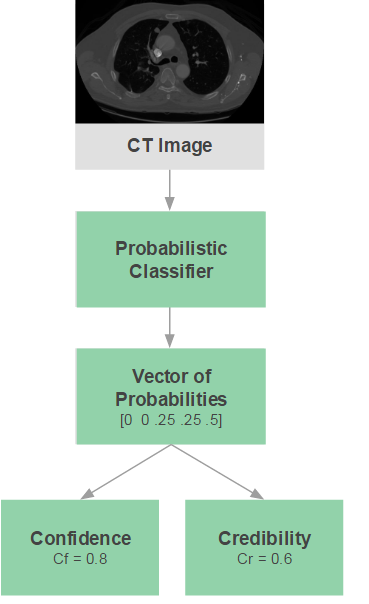 CT Image
Probabilistic
Classifier
Vector of
Probabilities
[0 0 .25 .25 .5]
Confidence
Cf = 0.8
Credibility
Cr = 0.6